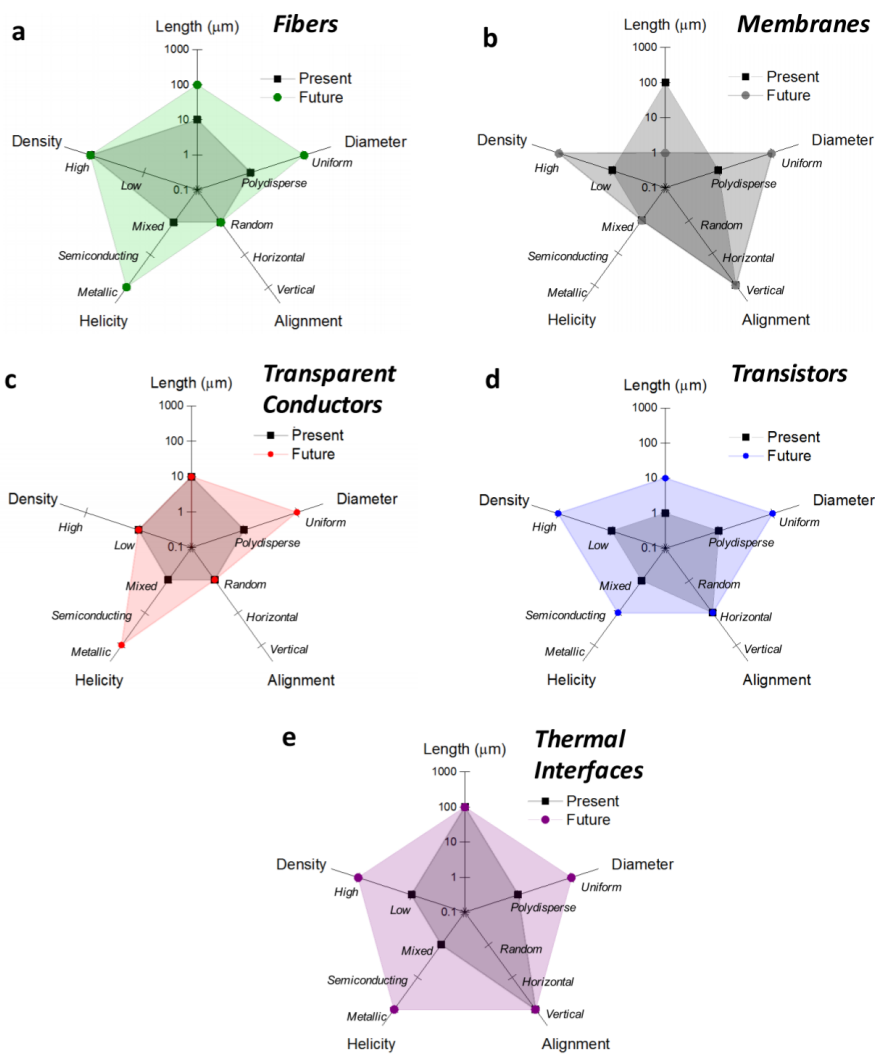 a
Length (μm)
Fibers
1000
Present
Future
100
10
Density
Diameter
High
1
Uniform
Low
Polydisperse
0.1
Mixed
Random
Semiconducting
Horizontal
Metallic
Vertical
Helicity
Alignment
b
Length (μm)
Membranes
1000
Present
Future
100
10
Density
Diameter
High
1
Uniform
Low
Polydisperse
0.1
Mixed
Random
Semiconducting
Horizontal
Metallic
Vertical
Helicity
Alignment
c
Length (μm)
Transparent
Conductors
1000
Present
Future
100
10
Density
Diameter
High
1
Uniform
Low
Polydisperse
0.1
Mixed
Random
Semiconducting
Horizontal
Metallic
Vertical
Helicity
Alignment
d
Length (μm)
Transistors
1000
Present
Future
100
10
Density
Diameter
High
1
Uniform
Low
Polydisperse
0.1
Mixed
Random
Semiconducting
Horizontal
Metallic
Vertical
Helicity
Alignment
e
Length (μm)
Thermal
Interfaces
1000
Present
Future
100
10
Density
Diameter
High
1
Uniform
Low
Polydisperse
0.1
Mixed
Random
Semiconducting
Horizontal
Metallic
Vertical
Helicity
Alignment